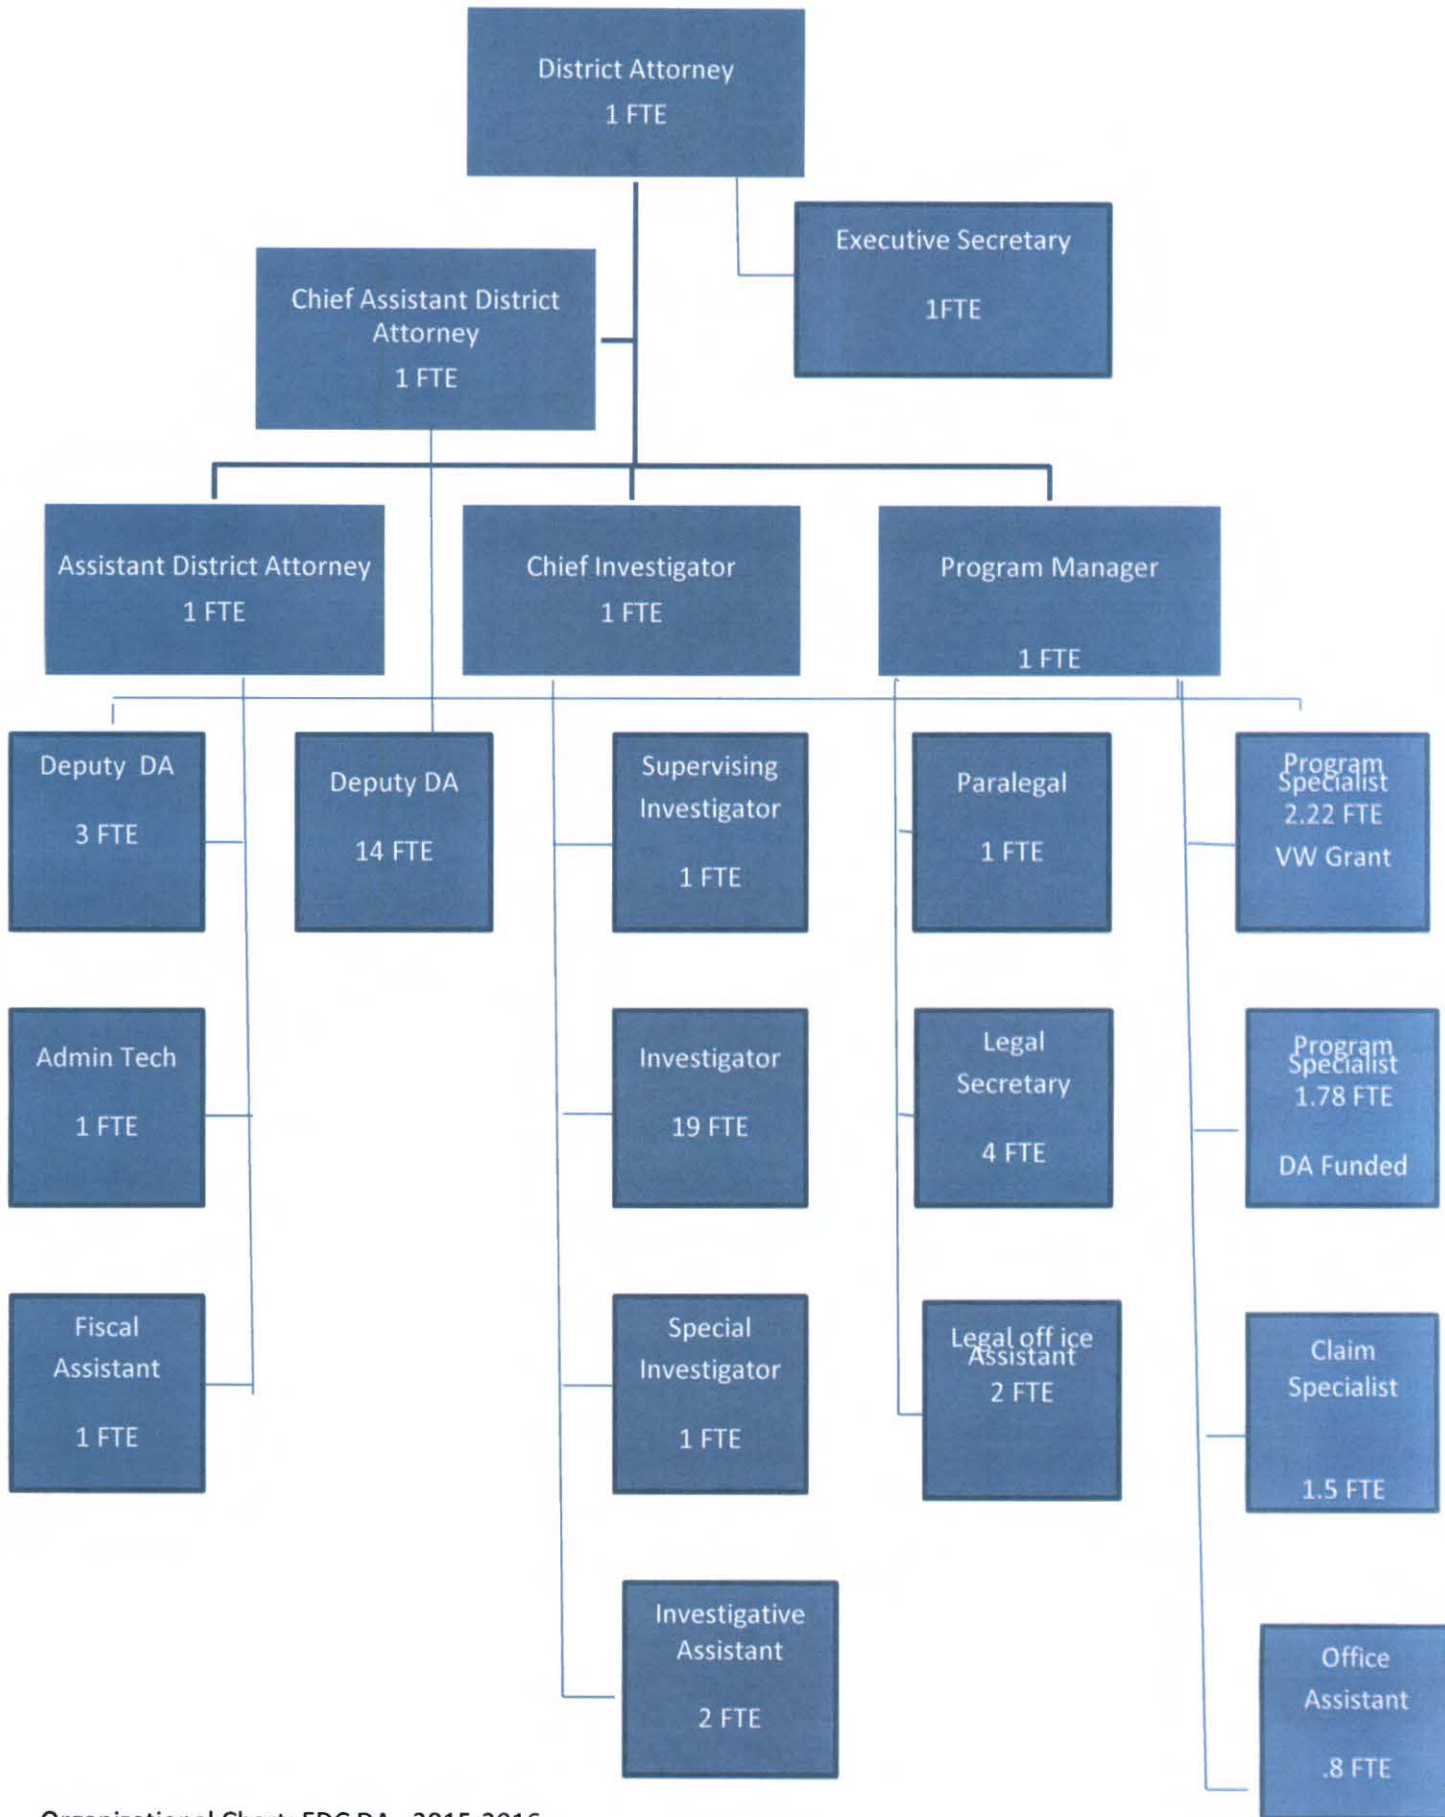 District Attorney
1 FTE
Executive Secretary
1FTE
Chief Assistant District
Attorney
1 FTE
Assistant District Attorney
1 FTE
Chief Investigator
1 FTE
Program Manager
1 FTE
Deputy DA
3 FTE
Deputy DA
14 FTE
Supervising
Investigator
1 FTE
Paralegal
1 FTE
Program
Specialist
2.22 FTE
VW Grant
Admin Tech
1 FTE
Investigator
19 FTE
Legal
Secretary
4 FTE
Program
Specialist
1.78 FTE
DA Funded
Fiscal
Assistant
1 FTE
Special
Investigator
1 FTE
Legal off ice
Assistant
2 FTE
Claim
Specialist
1.5 FTE
Investigative
Assistant
2 FTE
Office
Assistant
.8 FTE